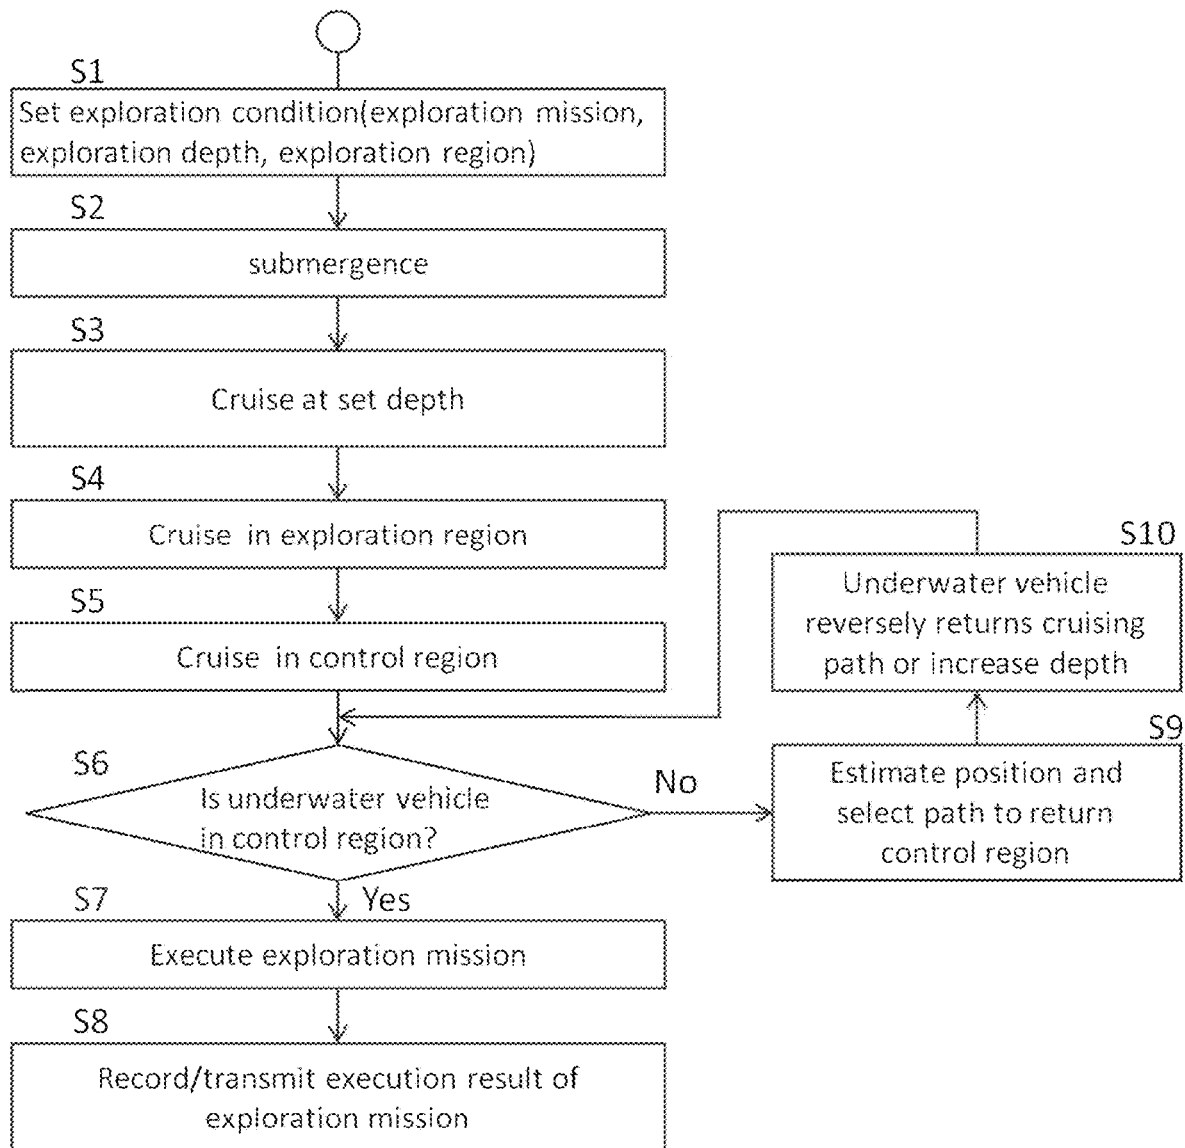 S1
Set exploration condition(exploration mission,
exploration depth, exploration region)
S2
submergence
S3
Cruise at set depth
S4
Cruise in exploration region
S5
Cruise in control region
S6
Is underwater vehicle
in control region?
No
Yes
S7
Execute exploration mission
S8
Record/transmit execution result of
exploration mission
S9
Estimate position and
select path to return
control region
S10
Underwater vehicle
reversely returns cruising
path or increase depth